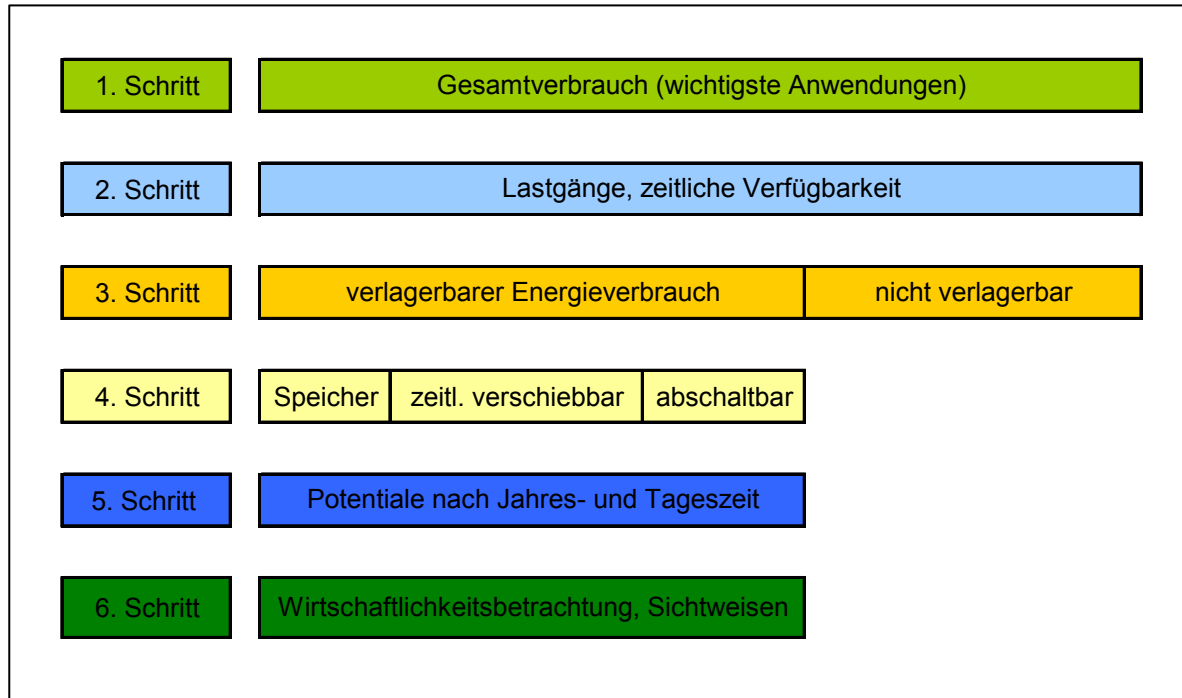 1. Schritt Gesamtverbrauch (wichtigste Anwendungen)
2. Schritt Lastgänge, zeitliche Verfügbarkeit
3. Schritt verlagerbarer Energieverbrauch nicht verlagerbar
4. Schritt Speicher zeitl. verschiebbar abschaltbar
5. Schritt Potentiale nach Jahres- und Tageszeit
6. Schritt Wirtschaftlichkeitsbetrachtung, Sichtweisen